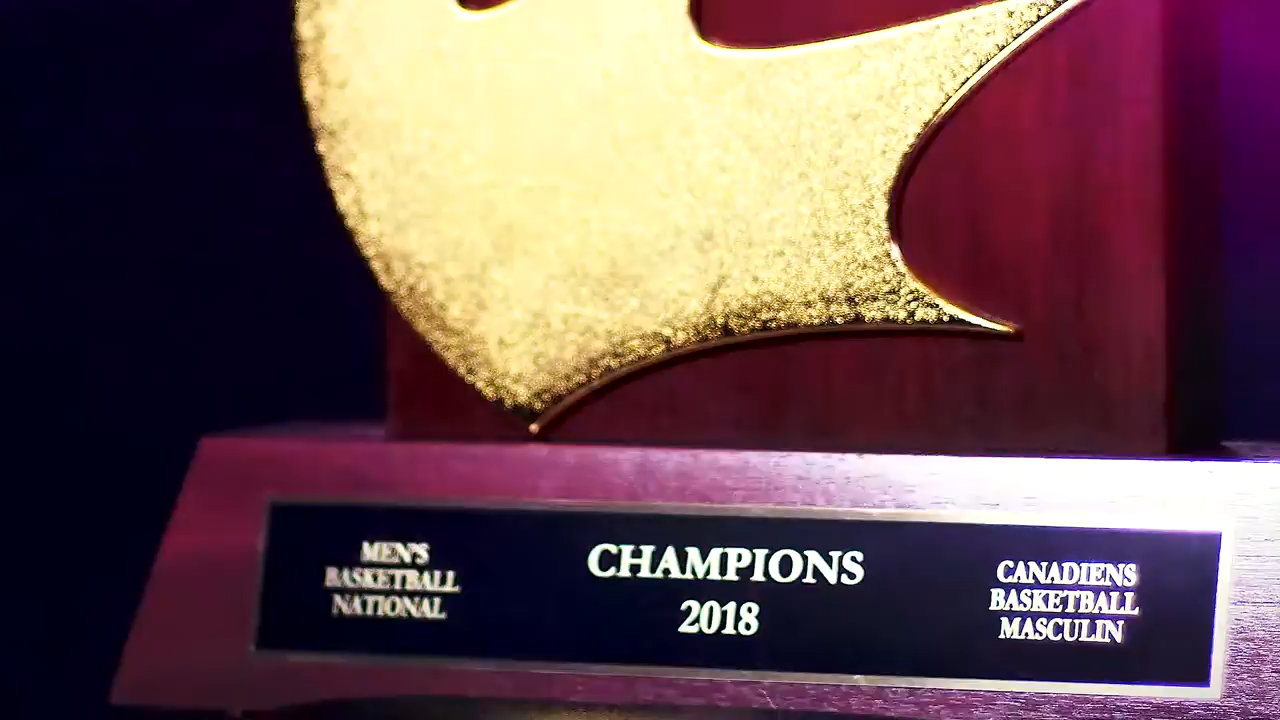 MEN'S
BASKETBALL
NATIONAL
CHAMPIONS
2018
CANADIENS
BASKETBALL
MASCULIN